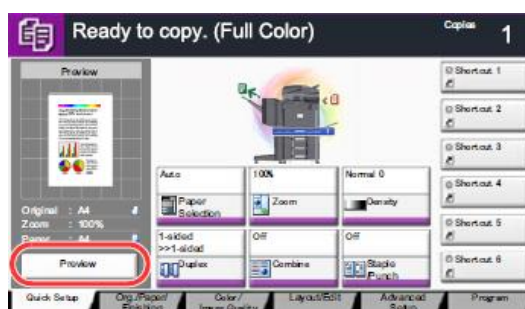 Ready to copy. (Full Color)
Copies 1
Preview
Original : A4
Zoom : 100%
Paper : A4
Preview
Auto
Paper
Selection
100%
Zoom
Normal 0
Density
1-sided
>>1-sided
Duplex
Off
Combine
Off
Staple
Punch
Shortcut 1
Shortcut 2
Shortcut 3
Shortcut 4
Shortcut 5
Shortcut 6
Quick Setup
Org./Paper/
Finishing
Color/
Image Quality
Layout/Edit
Advanced
Setup
Program